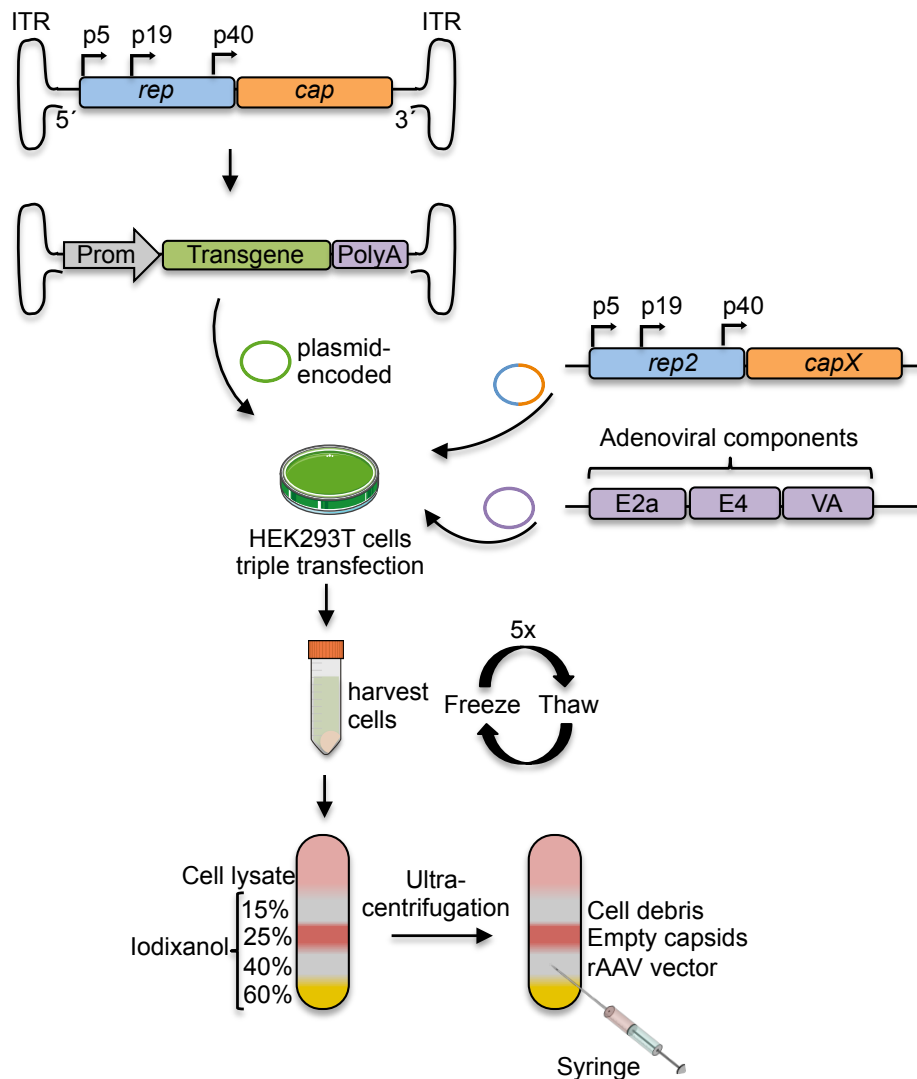 ITR
ITR
p5
p19
p40
rep
cap
5´
3´
Prom
Transgene
PolyA
plasmid-
encoded
p5
p19
p40
rep2
capX
Adenoviral components
E2a
E4
VA
HEK293T cells
triple transfection
harvest
cells
5x
Freeze
Thaw
Cell lysate
Iodixanol
15%
25%
40%
60%
Ultra-
centrifugation
Cell debris
Empty capsids
rAAV vector
Syringe